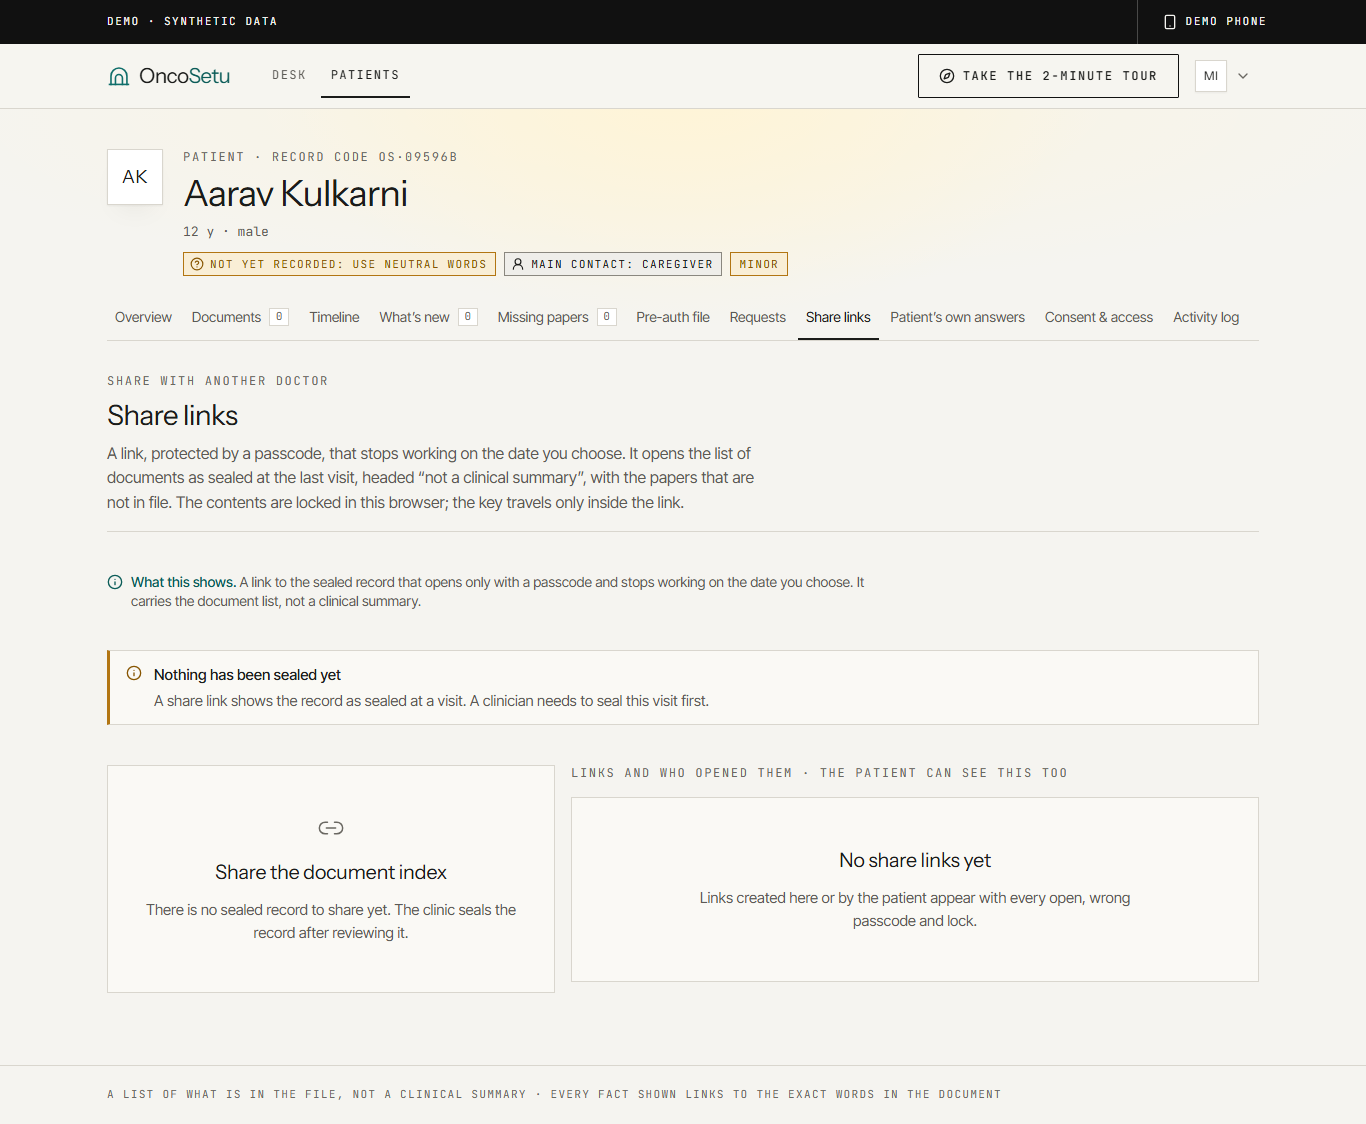 DEMO · SYNTHETIC DATA
DEMO PHONE
OncoSetu
DESK
PATIENTS
TAKE THE 2-MINUTE TOUR
MI
AK
PATIENT · RECORD CODE OS-09596B
Aarav Kulkarni
12 y · male
NOT YET RECORDED: USE NEUTRAL WORDS
MAIN CONTACT: CAREGIVER
MINOR
Overview
Documents 0
Timeline
What's new 0
Missing papers 0
Pre-auth file
Requests
Share links
Patient's own answers
Consent & access
Activity log
SHARE WITH ANOTHER DOCTOR
Share links
A link, protected by a passcode, that stops working on the date you choose. It opens the list of
documents as sealed at the last visit, headed “not a clinical summary”, with the papers that are
not in file. The contents are locked in this browser; the key travels only inside the link.
What this shows. A link to the sealed record that opens only with a passcode and stops working on the date you choose. It
carries the document list, not a clinical summary.
Nothing has been sealed yet
A share link shows the record as sealed at a visit. A clinician needs to seal this visit first.
Share the document index
There is no sealed record to share yet. The clinic seals the
record after reviewing it.
LINKS AND WHO OPENED THEM · THE PATIENT CAN SEE THIS TOO
No share links yet
Links created here or by the patient appear with every open, wrong
passcode and lock.
A LIST OF WHAT IS IN THE FILE, NOT A CLINICAL SUMMARY · EVERY FACT SHOWN LINKS TO THE EXACT WORDS IN THE DOCUMENT